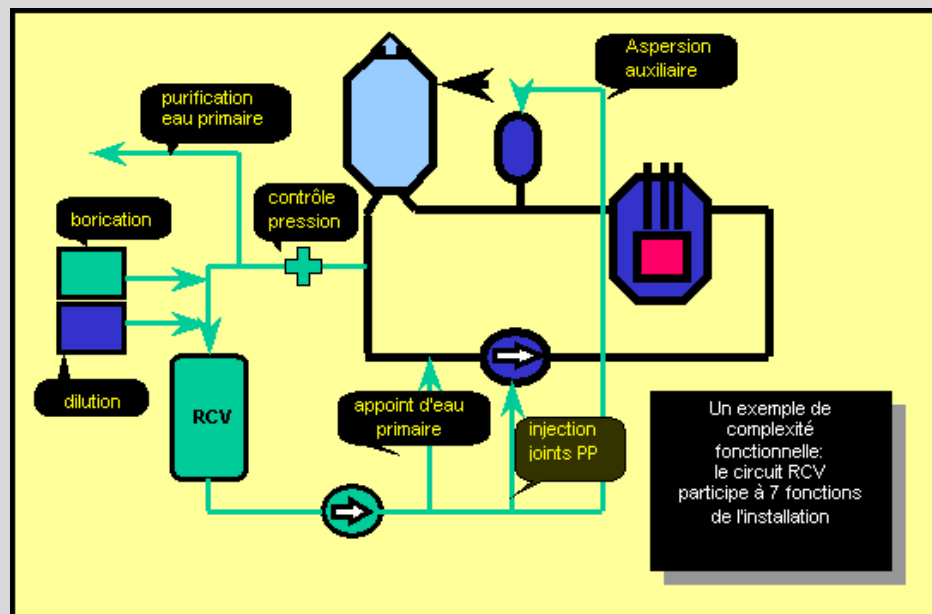 Aspersion
auxiliaire
purification
eau primaire
contrôle
pression
borication
dilution
RCV
appoint d'eau
primaire
injection
joints PP
Un exemple de
complexité
fonctionnelle:
le circuit RCV
participe à 7 fonctions
de l'installation